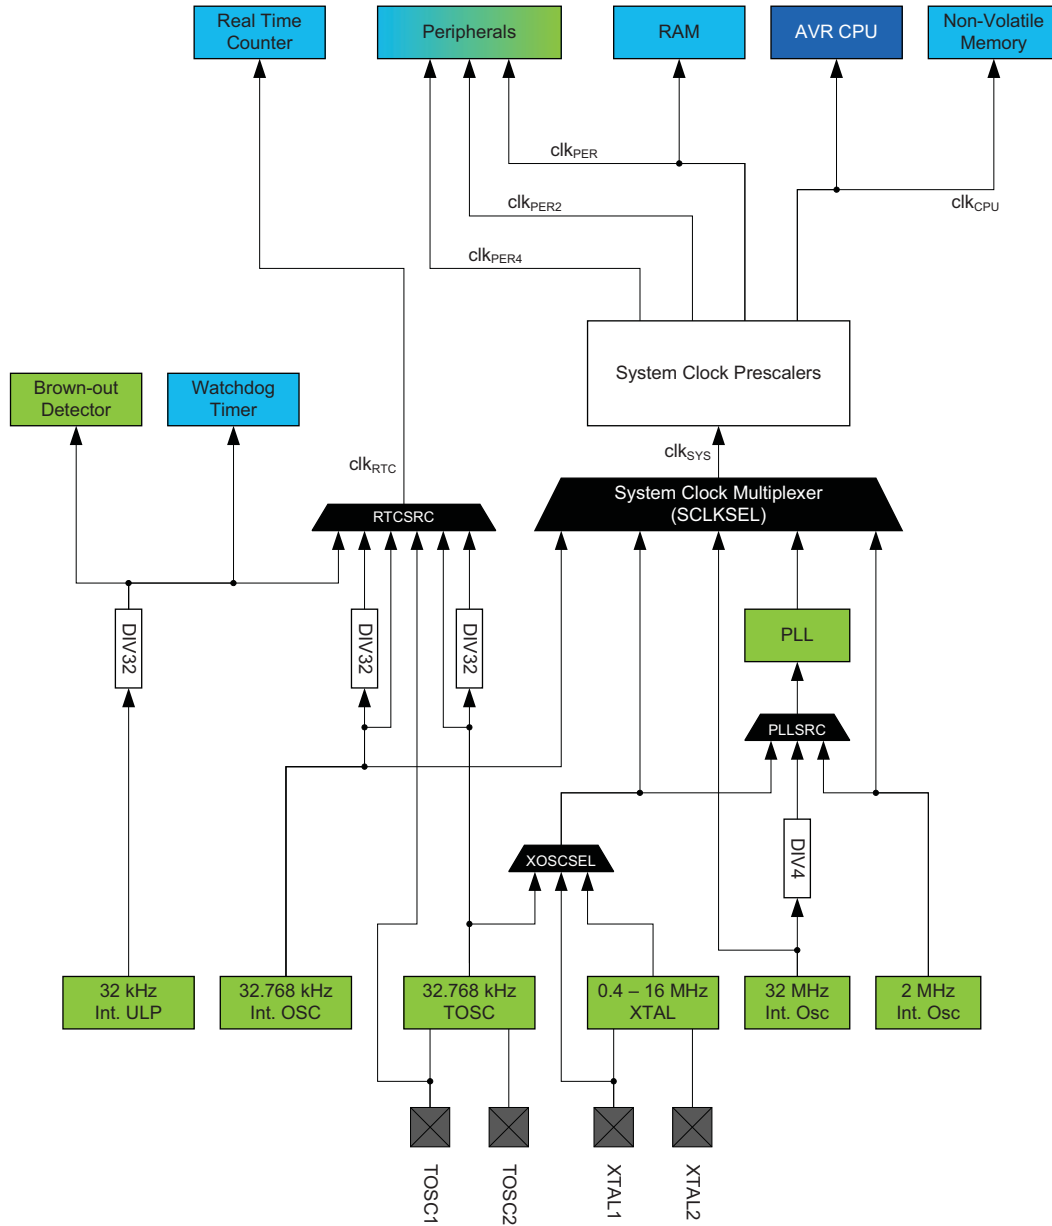 Real Time
Counter
Peripherals
RAM
AVR CPU
Non-Volatile
Memory
clkPER
clkPER2
clkCPU
clkPER4
System Clock Prescalers
Brown-out
Detector
Watchdog
Timer
clkRTC
clkSYS
RTCSRC
System Clock Multiplexer
(SCLKSEL)
DIV32
DIV32
DIV32
PLL
PLLSRC
XOSCSEL
DIV4
32 kHz
Int. ULP
32.768 kHz
Int. OSC
32.768 kHz
TOSC
0.4 – 16 MHz
XTAL
32 MHz
Int. Osc
2 MHz
Int. Osc
TOSC1
TOSC2
XTAL1
XTAL2